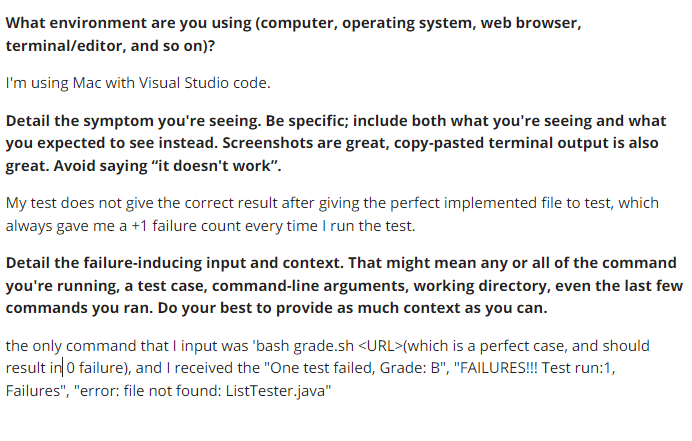 What environment are you using (computer, operating system, web browser,
terminal/editor, and so on)?
I'm using Mac with Visual Studio code.
Detail the symptom you're seeing. Be specific; include both what you're seeing and what
you expected to see instead. Screenshots are great, copy-pasted terminal output is also
great. Avoid saying “it doesn't work”.
My test does not give the correct result after giving the perfect implemented file to test, which
always gave me a +1 failure count every time I run the test.
Detail the failure-inducing input and context. That might mean any or all of the command
you're running, a test case, command-line arguments, working directory, even the last few
commands you ran. Do your best to provide as much context as you can.
the only command that I input was 'bash grade.sh <URL>(which is a perfect case, and should
result in 0 failure), and I received the "One test failed, Grade: B", "FAILURES!!! Test run:1,
Failures", "error: file not found: ListTester.java"